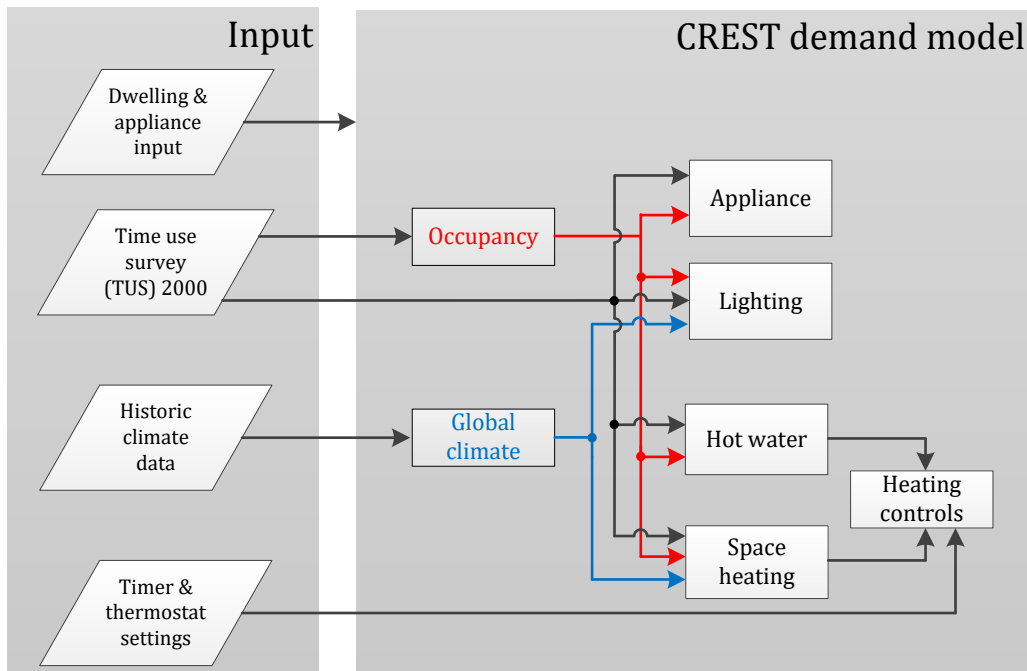 Input
CREST demand model
Dwelling &
appliance
input
Time use
survey
(TUS) 2000
Historic
climate
data
Timer &
thermostat
settings
Occupancy
Global
climate
Appliance
Lighting
Hot water
Space
heating
Heating
controls